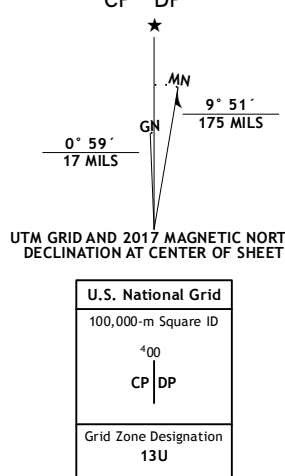 CP DP
MN
GN
9° 51´
175 MILS
0° 59´
17 MILS
UTM GRID AND 2017 MAGNETIC NORT
DECLINATION AT CENTER OF SHEET
U.S. National Grid
100,000-m Square ID
⁴00
CP DP
Grid Zone Designation
13U